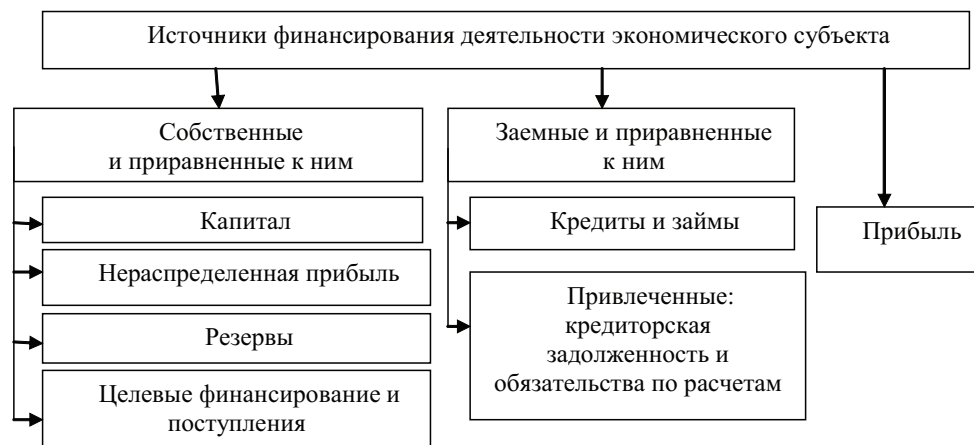 Источники финансирования деятельности экономического субъекта
Собственные
и приравненные к ним
Капитал
Нераспределенная прибыль
Резервы
Целевые финансирование и
поступления
Заемные и приравненные
к ним
Кредиты и займы
Привлеченные:
кредиторская
задолженность и
обязательства по расчетам
Прибыль